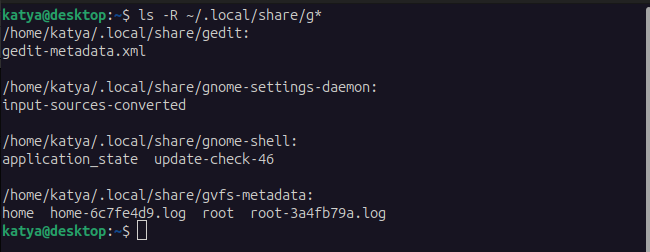 katya@desktop:~$ ls -R ~/.local/share/g*
/home/katya/.local/share/gedit:
gedit-metadata.xml

/home/katya/.local/share/gnome-settings-daemon:
input-sources-converted

/home/katya/.local/share/gnome-shell:
application_state  update-check-46

/home/katya/.local/share/gvfs-metadata:
home  home-6c7fe4d9.log  root  root-3a4fb79a.log
katya@desktop:~$